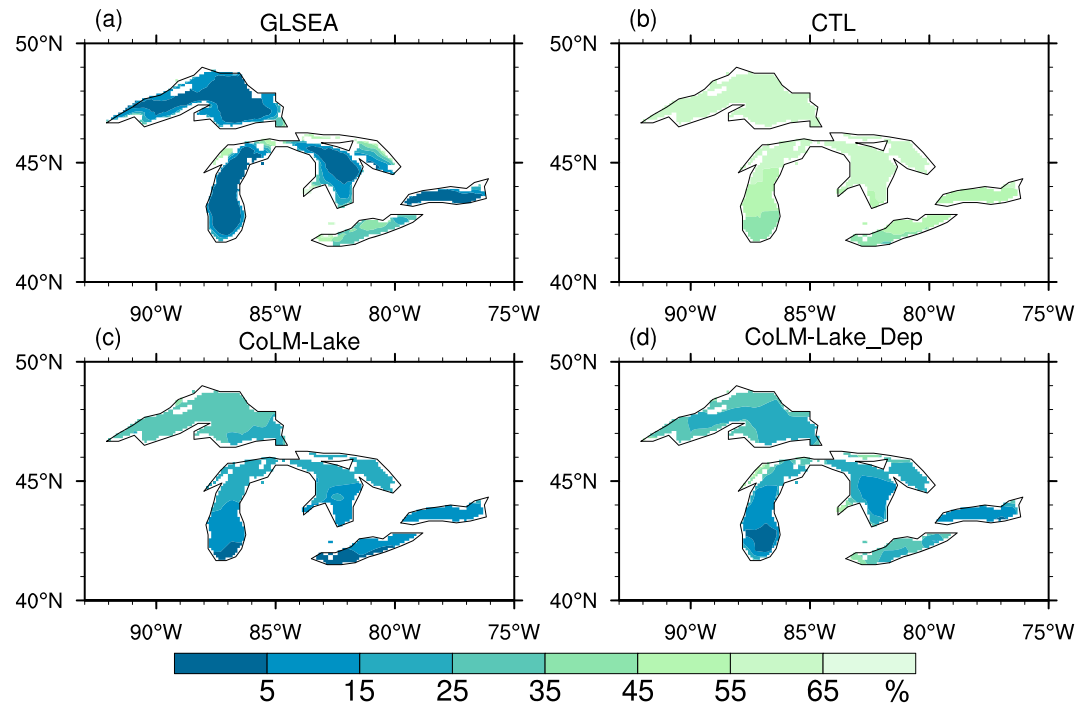 (a) GLSEA
(b) CTL
50°N
45°N
40°N
90°W 85°W 80°W 75°W
50°N
45°N
40°N
90°W 85°W 80°W 75°W
(c) CoLM-Lake
(d) CoLM-Lake_Dep
50°N
45°N
40°N
90°W 85°W 80°W 75°W
50°N
45°N
40°N
90°W 85°W 80°W 75°W
5 15 25 35 45 55 65 %